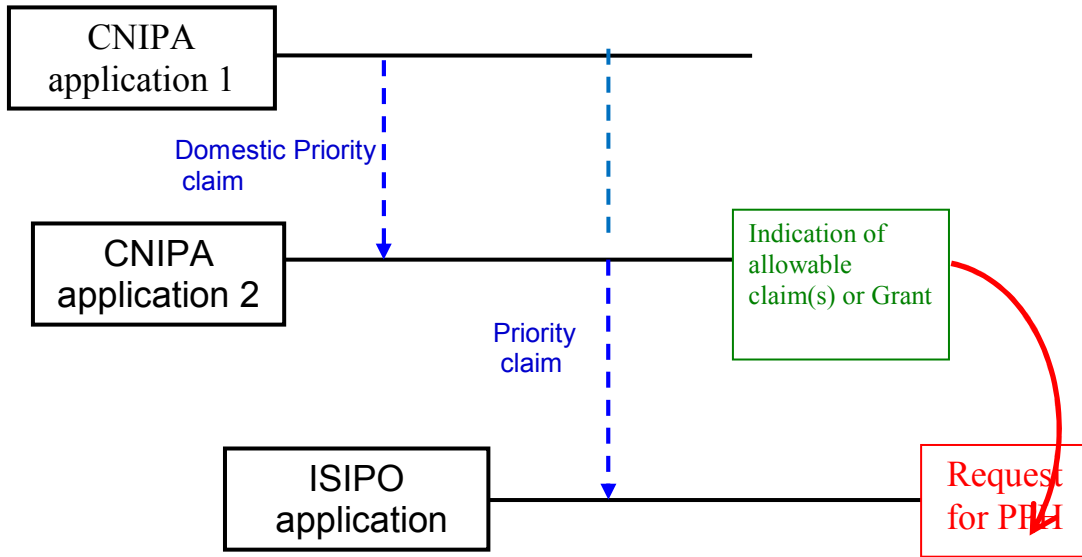 CNIPA
application 1
Domestic Priority
claim
CNIPA
application 2
Indication of
allowable
claim(s) or Grant
Priority
claim
ISIPO
application
Request
for PPH